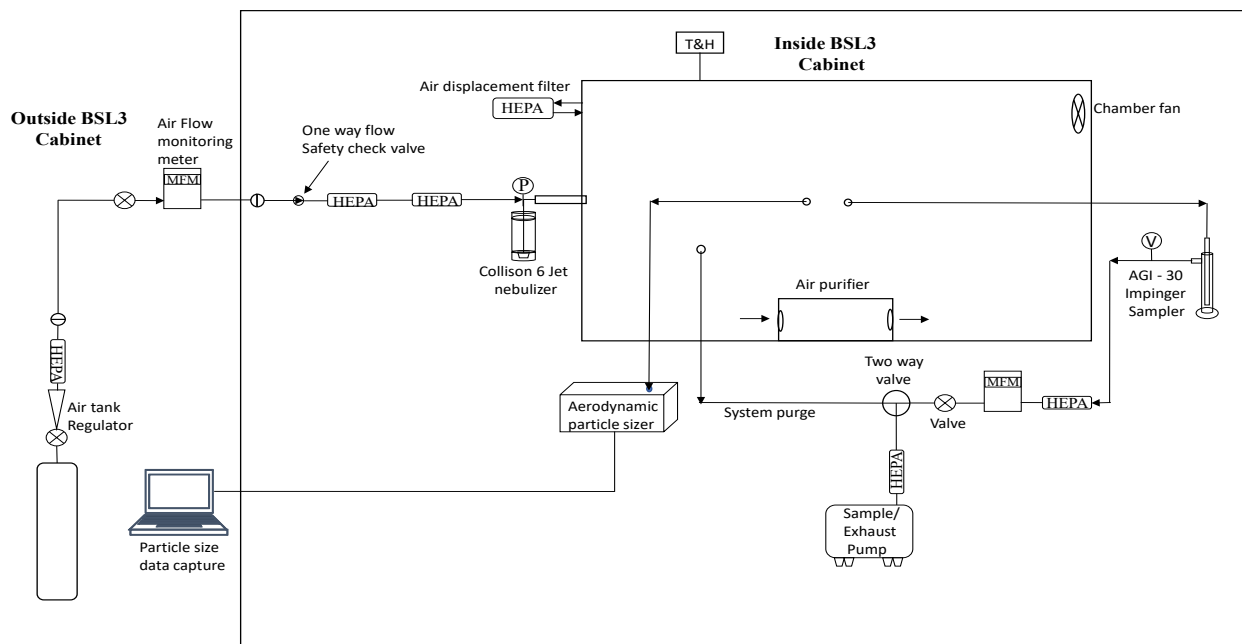 T&H
Inside BSL3
Cabinet
Air displacement filter
HEPA
Chamber fan
Outside BSL3
Cabinet
Air Flow
monitoring
meter
MFM
One way flow
Safety check valve
HEPA
HEPA
P
Collison 6 Jet
nebulizer
V
AGI - 30
Impinger
Sampler
Air purifier
HEPA
Air tank
Regulator
Two way
valve
MFM
HEPA
Valve
System purge
Aerodynamic
particle sizer
HEPA
Sample/
Exhaust
Pump
Particle size
data capture